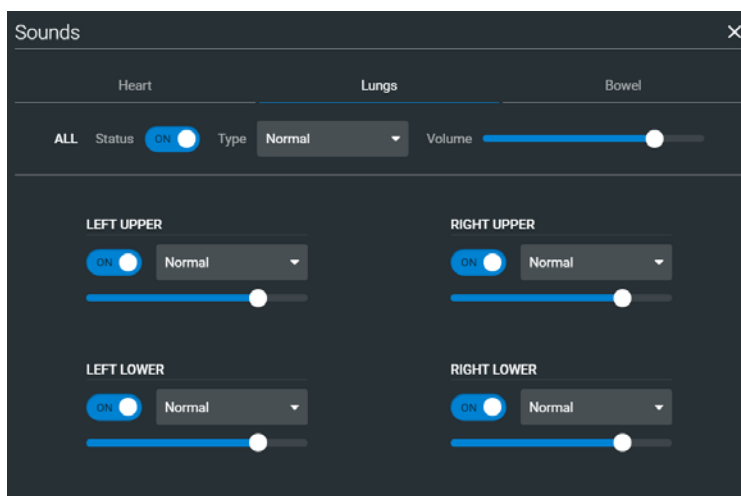 Sounds
Heart Lungs Bowel
ALL Status ON Type Normal Volume
LEFT UPPER RIGHT UPPER
ON Normal ON Normal
LEFT LOWER RIGHT LOWER
ON Normal ON Normal